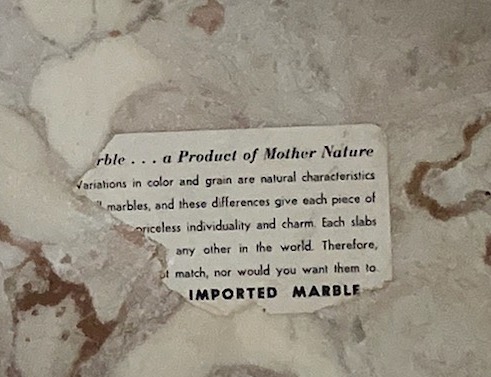 rble . . . a Product of Mother Nature
Variations in color and grain are natural characteristics
marbles, and these differences give each piece of
priceless individuality and charm. Each slabs
any other in the world. Therefore,
t match, nor would you want them to.
IMPORTED MARBLE